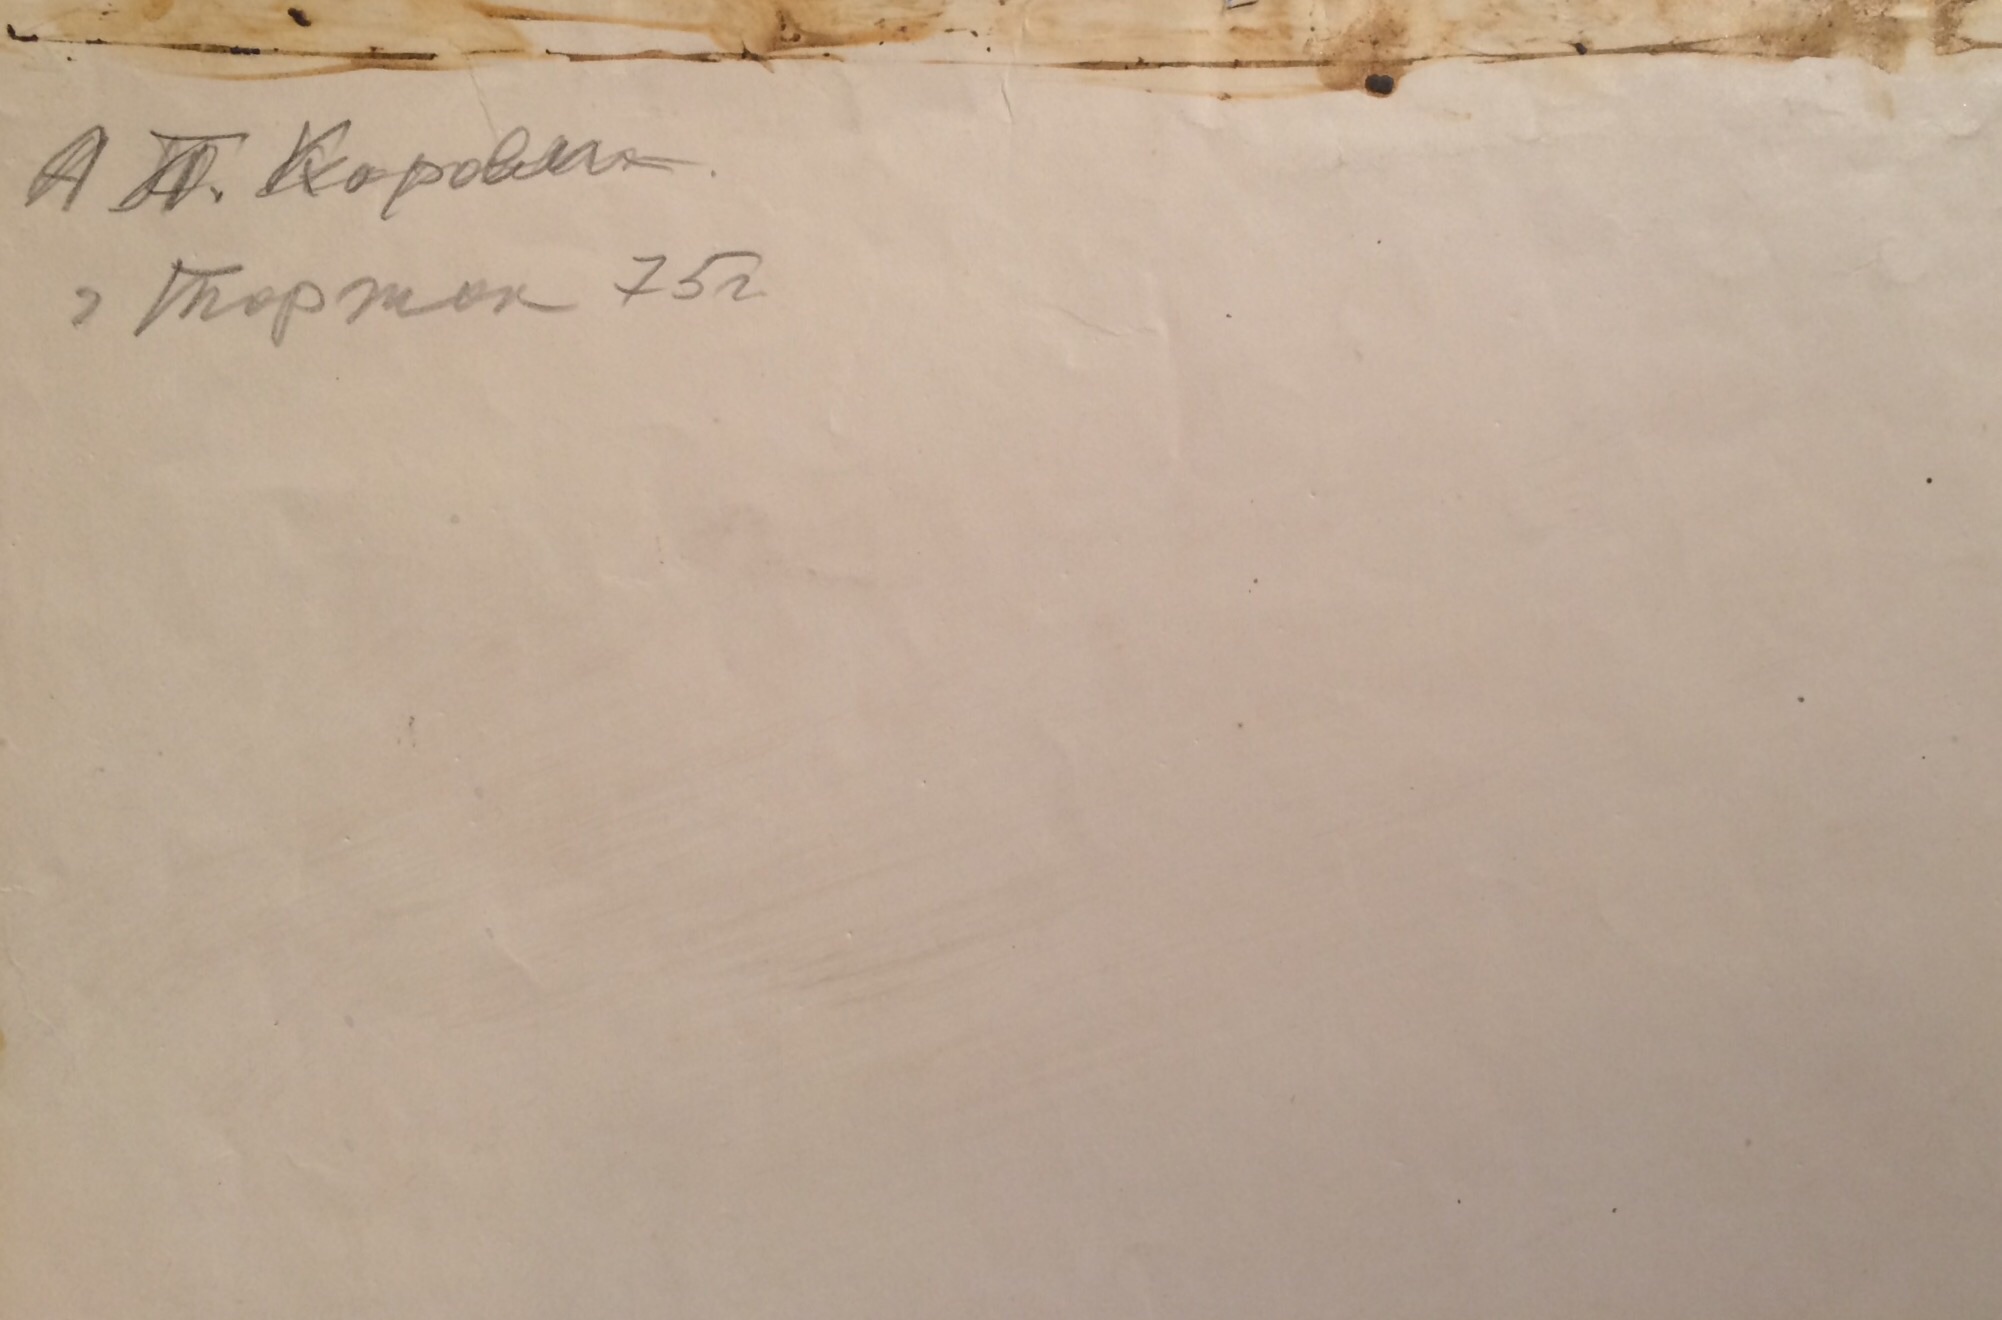 А П. Коровин.
г Торжок 75г